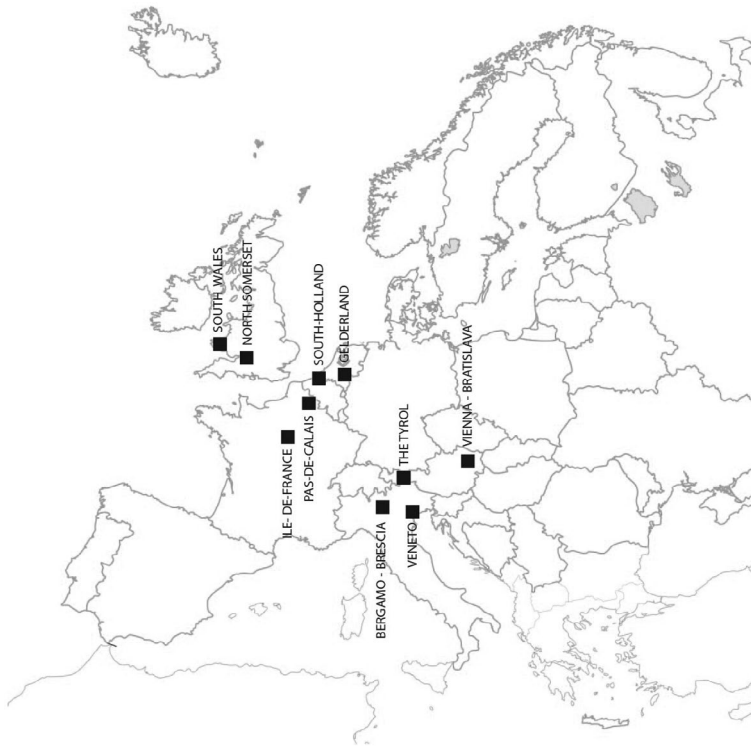 SOUTH WALES
NORTH SOMERSET
SOUTH-HOLLAND
GELDERLAND
ILE- DE-FRANCE
PAS-DE-CALAIS
THE TYROL
VIENNA - BRATISLAVA
BERGAMO - BRESCIA
VENETO